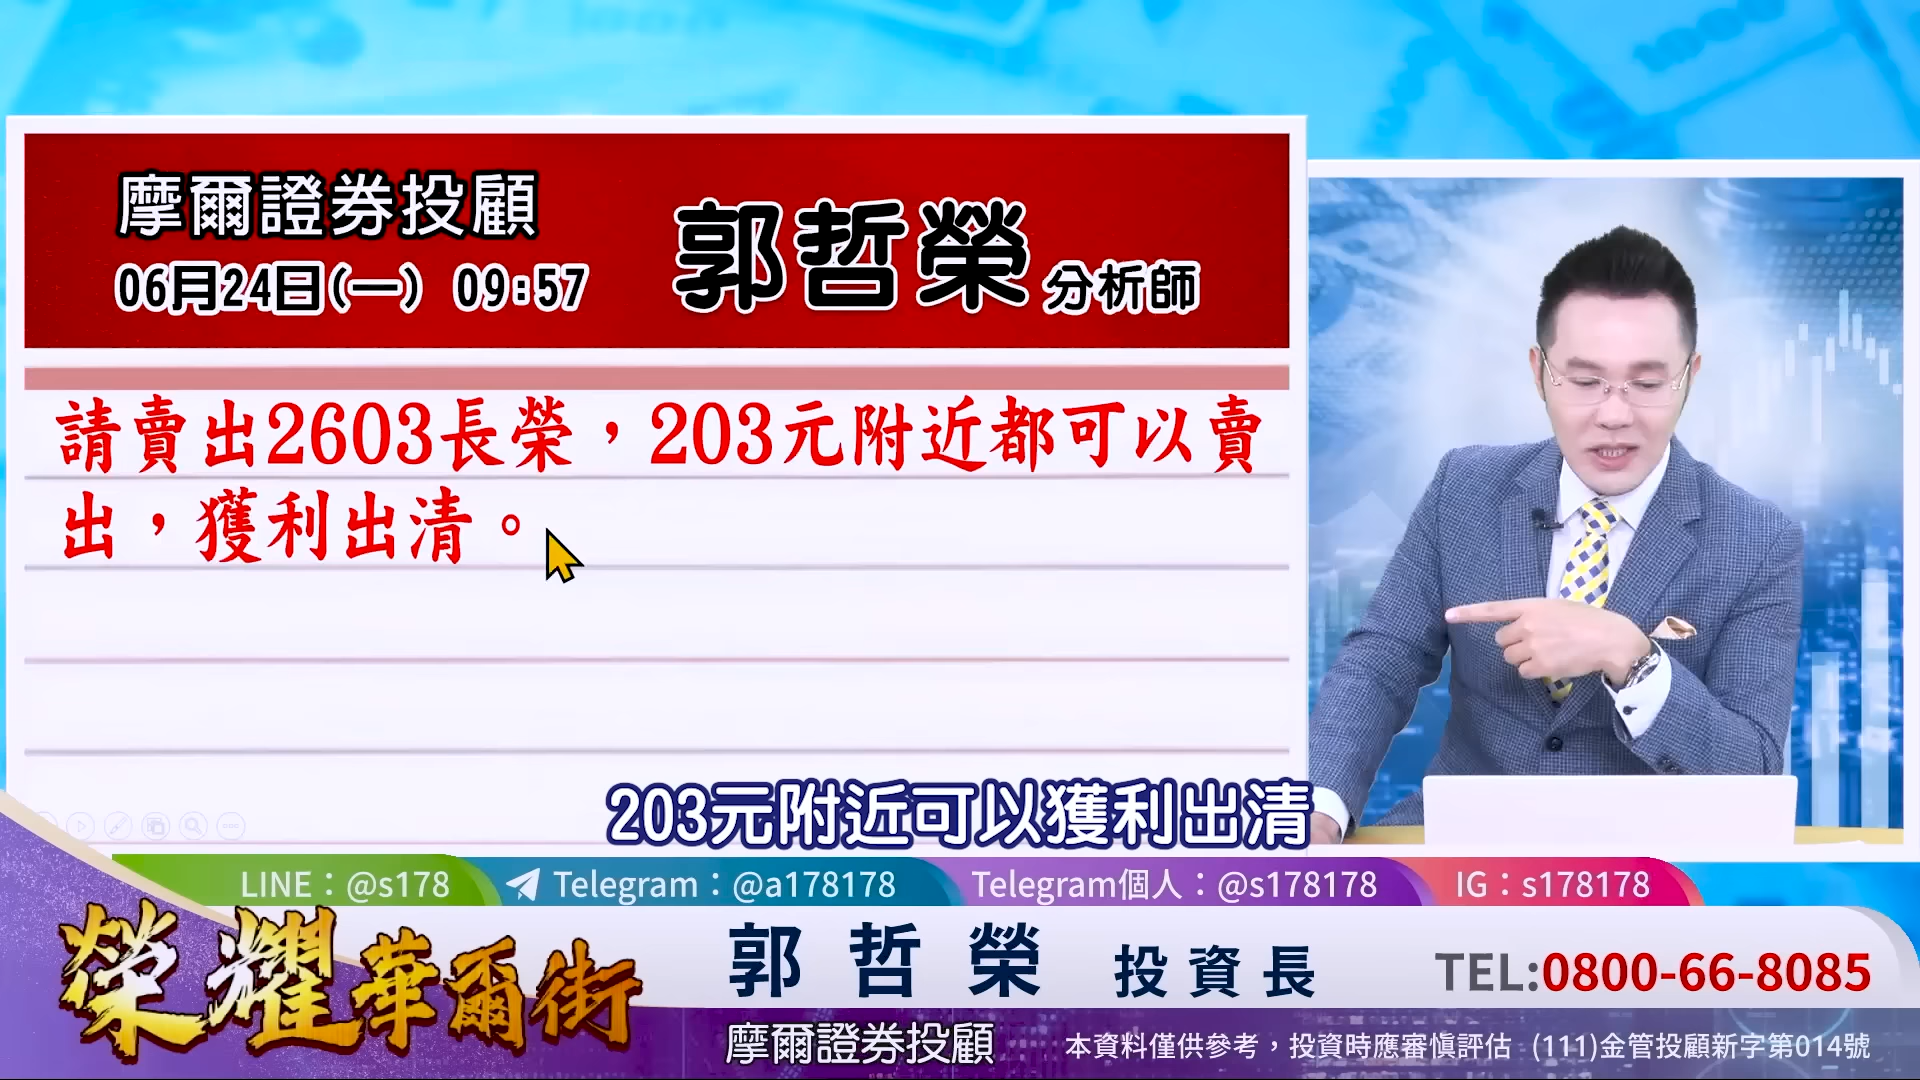 摩爾證券投顧
06月24日(一) 09:57
郭哲榮 分析師
請賣出2603長榮，203元附近都可以賣
出，獲利出清。
203元附近可以獲利出清
LINE：@s178
Telegram：@a178178
Telegram個人：@s178178
IG：s178178
榮耀華爾街
郭哲榮 投資長
TEL:0800-66-8085
摩爾證券投顧
本資料僅供參考，投資時應審慎評估 (111)金管投顧新字第014號